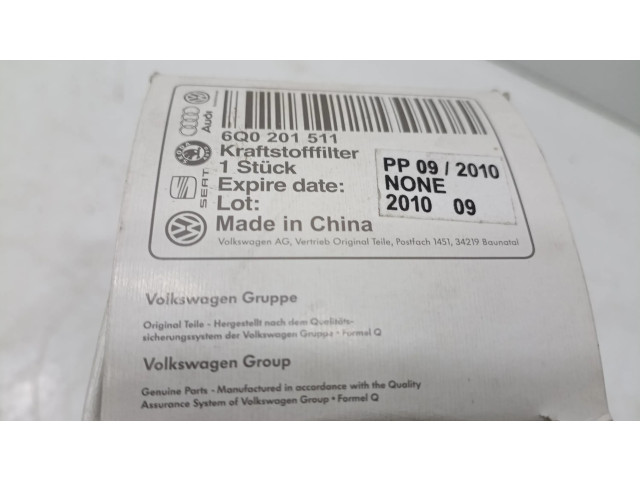 Audi
SEAT
6Q0 201 511
Kraftstofffilter
1 Stück
Expire date:
Lot:
PP 09 / 2010
NONE
2010 09
Made in China
Volkswagen AG, Vertrieb Original Teile, Postfach 1451, 34219 Baunatal
Volkswagen Gruppe
Original Teile - Hergestellt nach dem Qualitäts-
sicherungssystem der Volkswagen Gruppe • Formel Q
Volkswagen Group
Genuine Parts - Manufactured in accordance with the Quality
Assurance System of Volkswagen Group • Formel Q